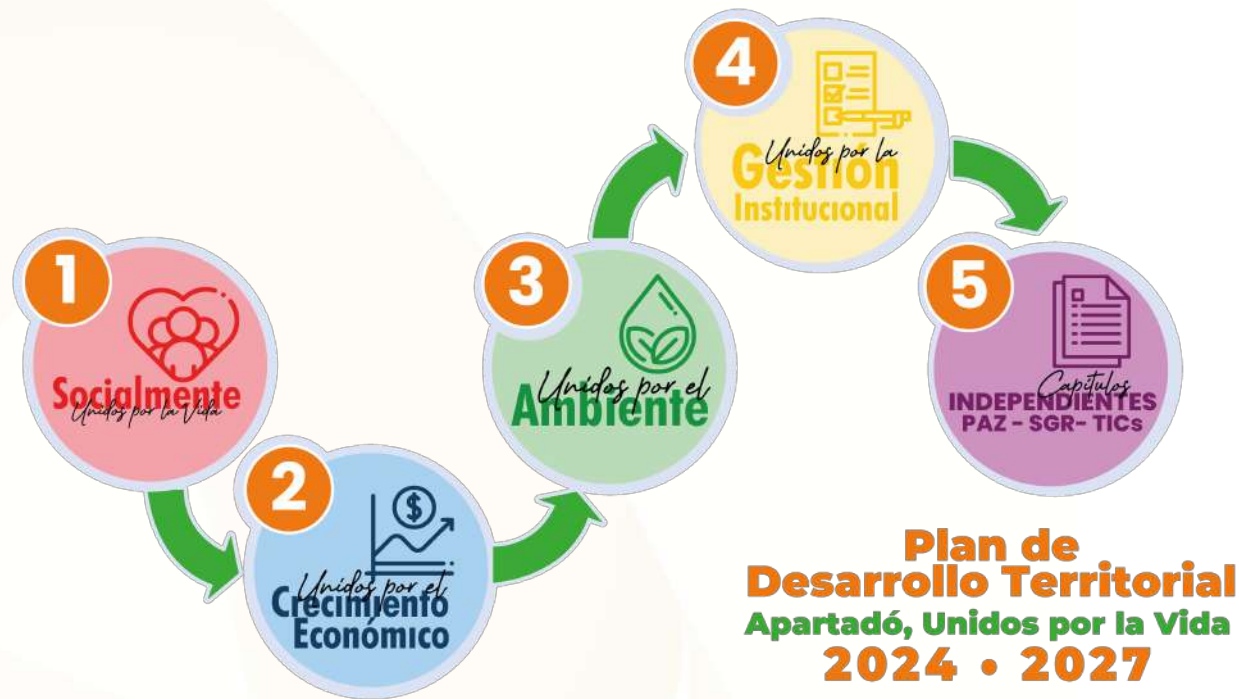 1
Socialmente
Unidos por la Vida
2
Unidos por el
Crecimiento
Económico
3
Unidos por el
Ambiente
4
Unidos por la
Gestión
Institucional
5
Capítulos
INDEPENDIENTES
PAZ - SGR- TICs
$
Plan de
Desarrollo Territorial
Apartadó, Unidos por la Vida
2024 • 2027